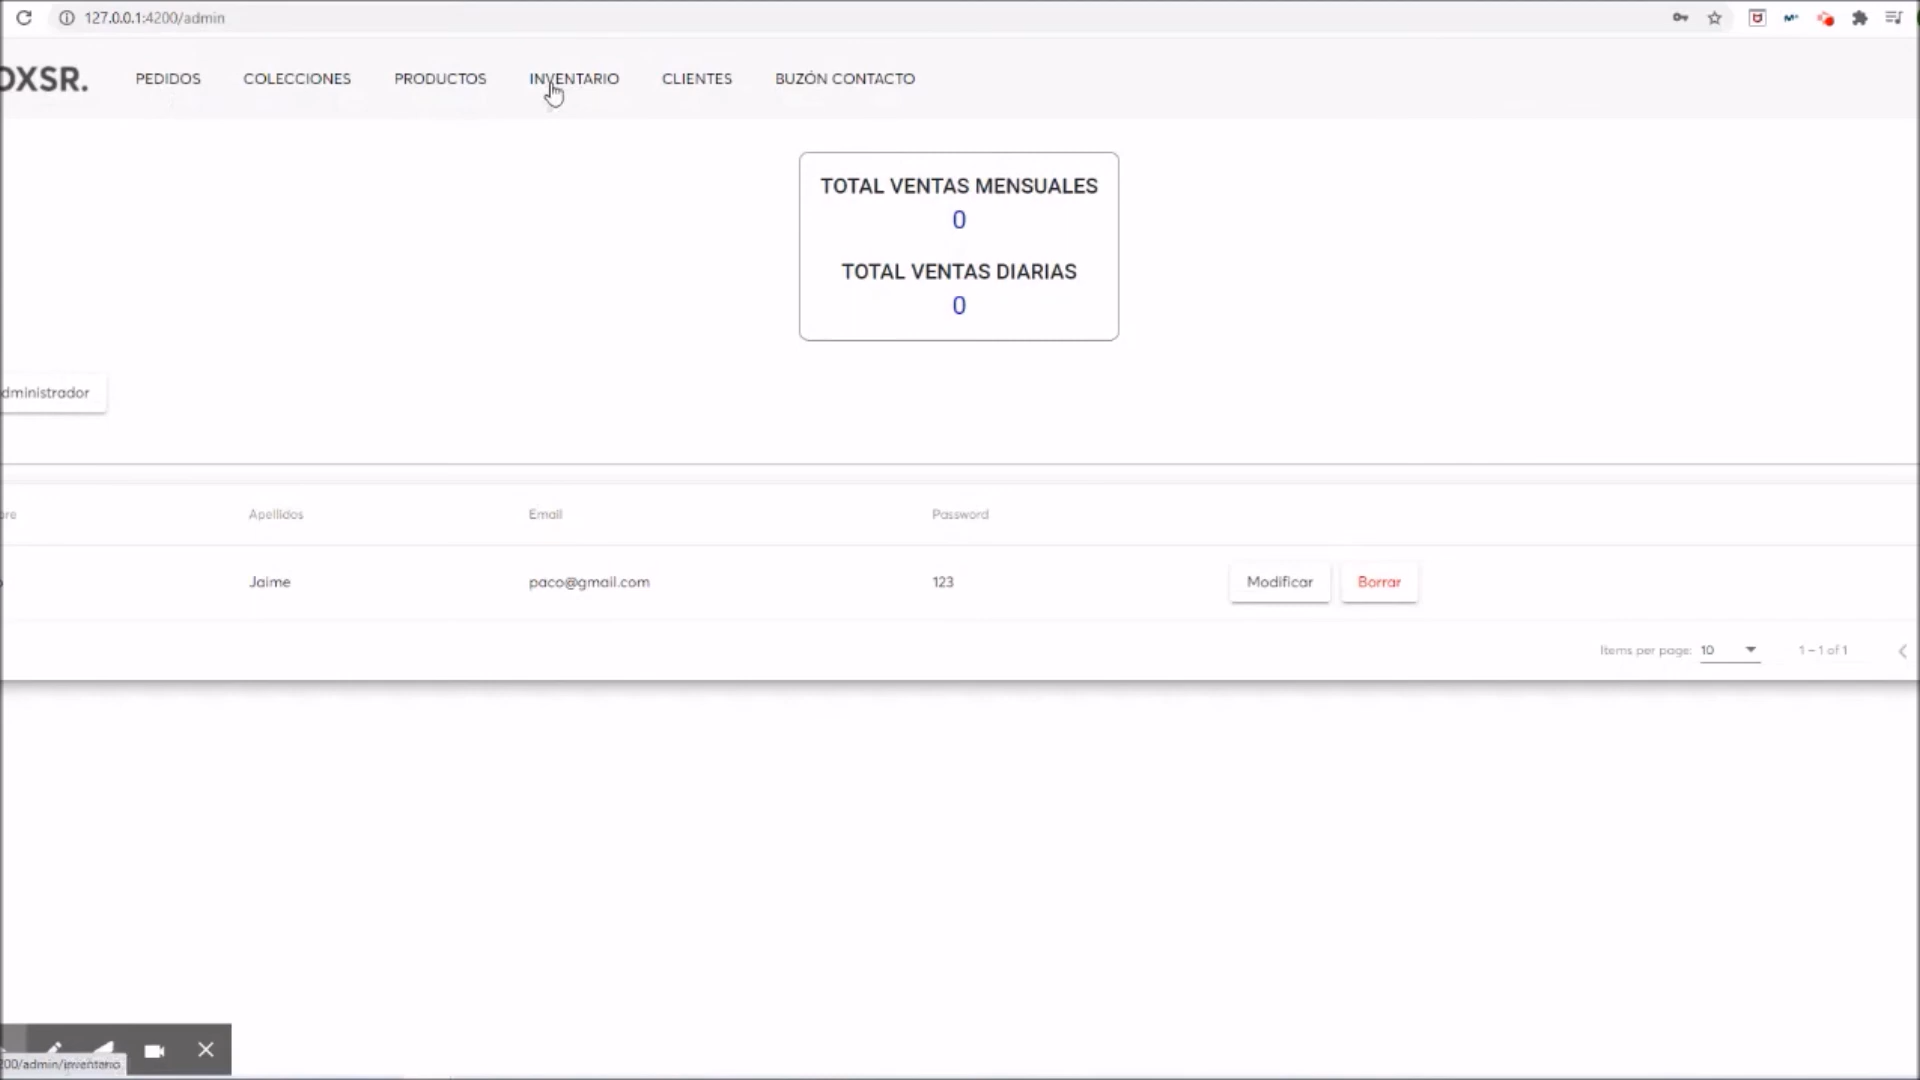 127.0.0.1:4200/admin
OXSR. PEDIDOS COLECCIONES PRODUCTOS INVENTARIO CLIENTES BUZÓN CONTACTO
TOTAL VENTAS MENSUALES
0
TOTAL VENTAS DIARIAS
0
dministrador
re Apellidos Email Password
Jaime paco@gmail.com 123 Modificar Borrar
Items per page: 10 1 – 1 of 1
200/admin/inventario